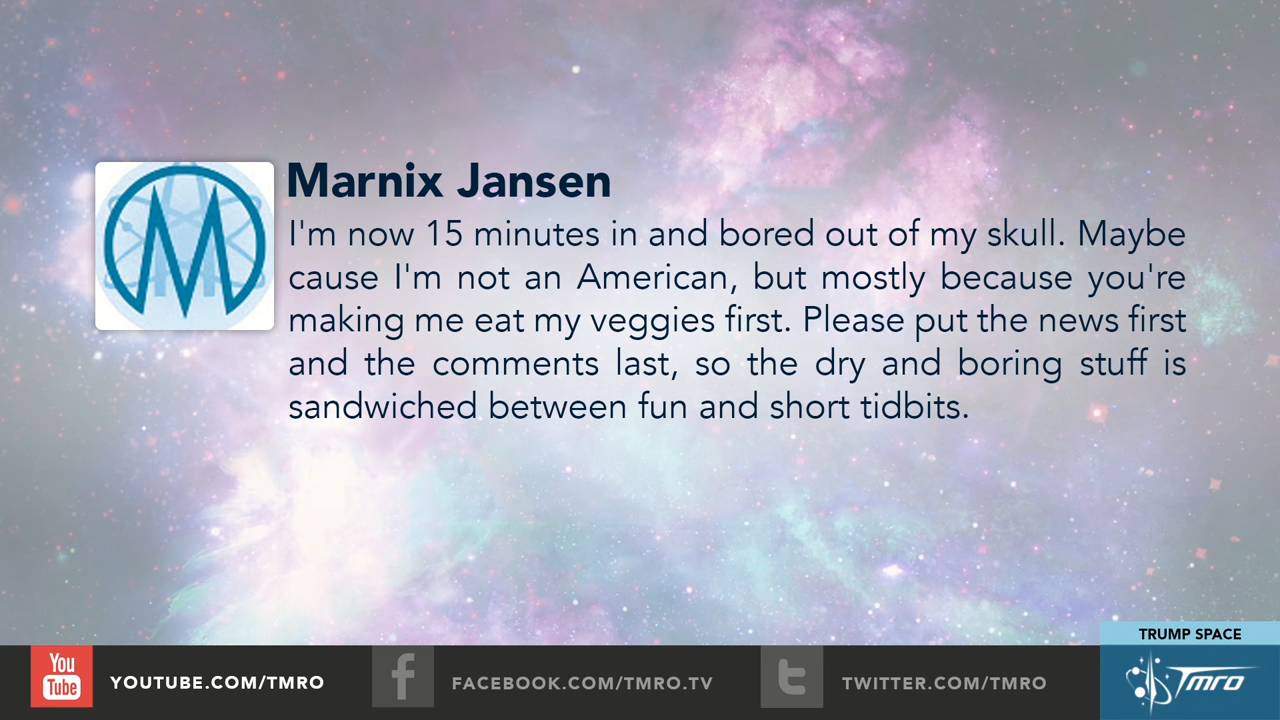 Marnix Jansen
I'm now 15 minutes in and bored out of my skull. Maybe
cause I'm not an American, but mostly because you're
making me eat my veggies first. Please put the news first
and the comments last, so the dry and boring stuff is
sandwiched between fun and short tidbits.
TRUMP SPACE
You
Tube
YOUTUBE.COM/TMRO
f
FACEBOOK.COM/TMRO.TV
t
TWITTER.COM/TMRO
Tmro
M